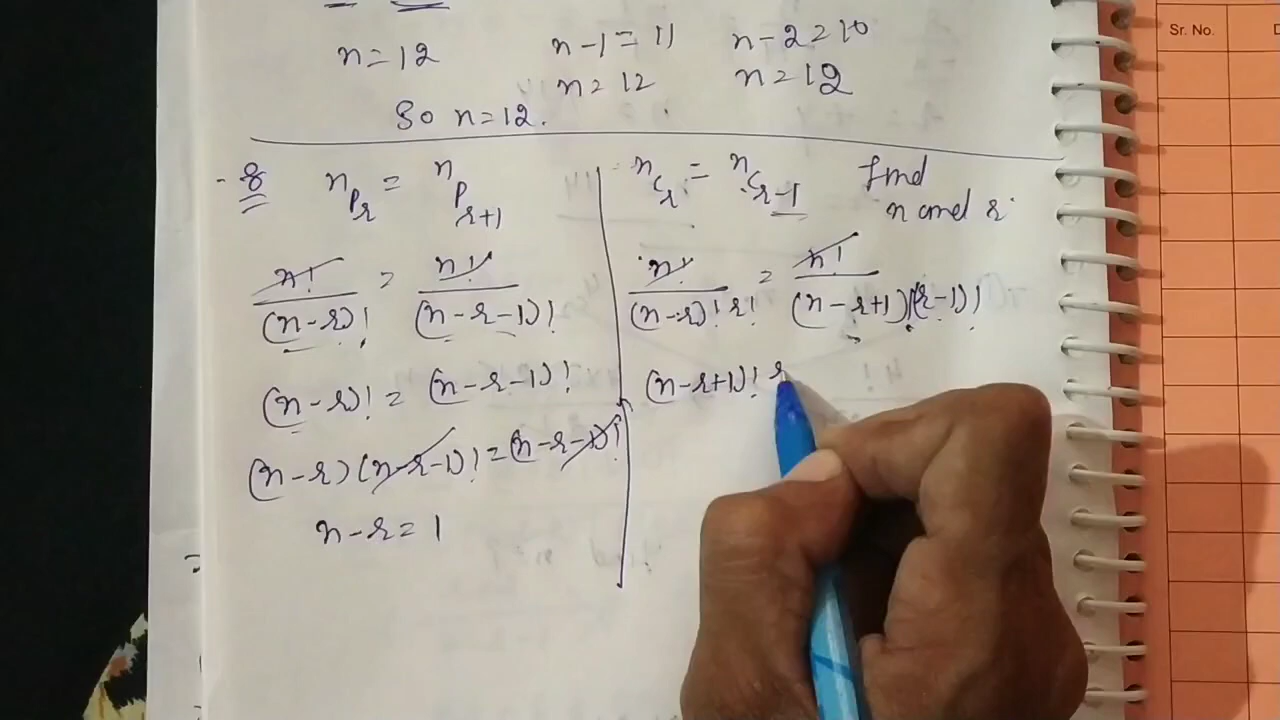 n = 12 n - 1 = 11 n - 2 = 10
n = 12 n = 12
So n = 12.
8 nPr = nPr+1
n!/(n-r)! = n!/(n-r-1)!
(n-r)! = (n-r-1)!
(n-r)(n-r-1)! = (n-r-1)!
n-r = 1
nCr = nCr-1 find
n and r.
n!/(n-r)! r! = n!/(n-r+1)!(r-1)!
(n-r+1)! r
Sr. No.
D